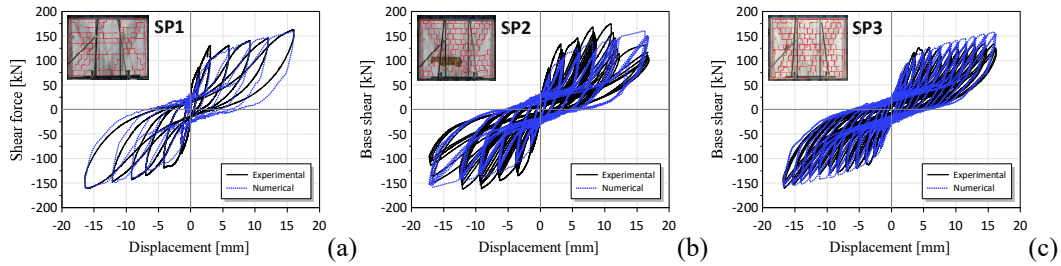 SP1
Shear force [kN]
200
150
100
50
0
-50
-100
-150
-200
Experimental
Numerical
-20 -15 -10 -5 0 5 10 15 20
Displacement [mm]
(a)
SP2
Base shear [kN]
200
150
100
50
0
-50
-100
-150
-200
Experimental
Numerical
-20 -15 -10 -5 0 5 10 15 20
Displacement [mm]
(b)
SP3
Base shear [kN]
200
150
100
50
0
-50
-100
-150
-200
Experimental
Numerical
-20 -15 -10 -5 0 5 10 15 20
Displacement [mm]
(c)